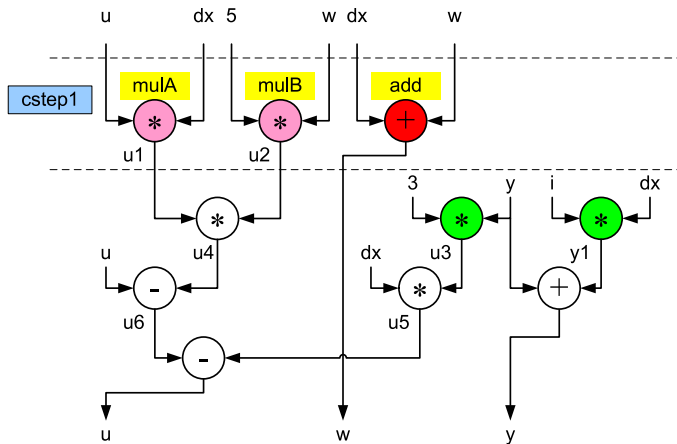 u dx 5 w dx w
mulA mulB add
cstep1
* * +
u1 u2
3 y i dx
* * *
u4 u3 y1
u dx
- * +
u6 u5
-
u w y